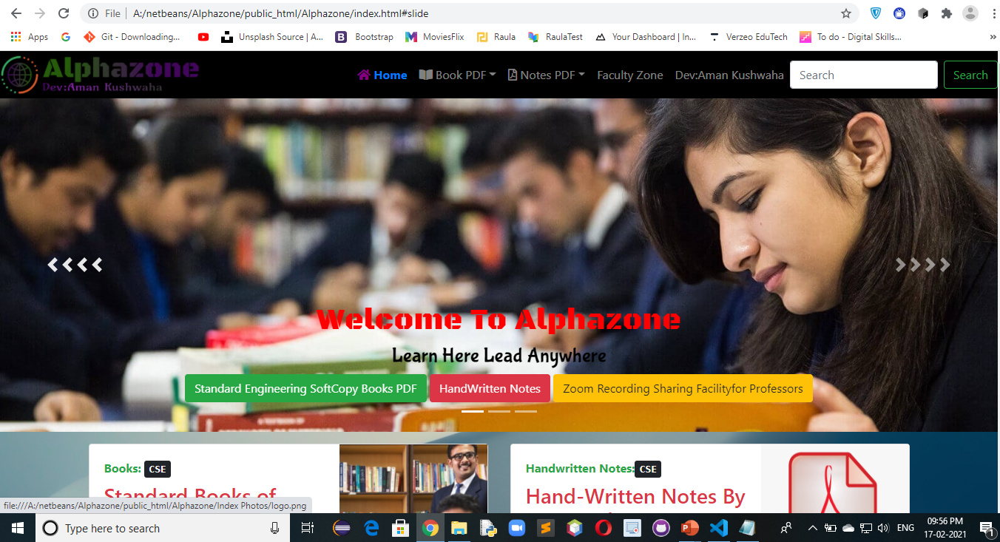 File | A:/netbeans/Alphazone/public_html/Alphazone/index.html#slide
Apps Git - Downloading... Unsplash Source | A... Bootstrap MoviesFlix Raula RaulaTest Your Dashboard | In... Verzeo EduTech To do - Digital Skills... »
Alphazone
Dev:Aman Kushwaha
Home Book PDF Notes PDF Faculty Zone Dev:Aman Kushwaha Search Search
Welcome To Alphazone
Learn Here Lead Anywhere
Standard Engineering SoftCopy Books PDF HandWritten Notes Zoom Recording Sharing Facilityfor Professors
Books: CSE
Handwritten Notes:CSE
Standard Books of
Hand-Written Notes By
file:///A:/netbeans/Alphazone/public_html/Alphazone/Index Photos/logo.png
Type here to search
ENG
09:56 PM
17-02-2021
1